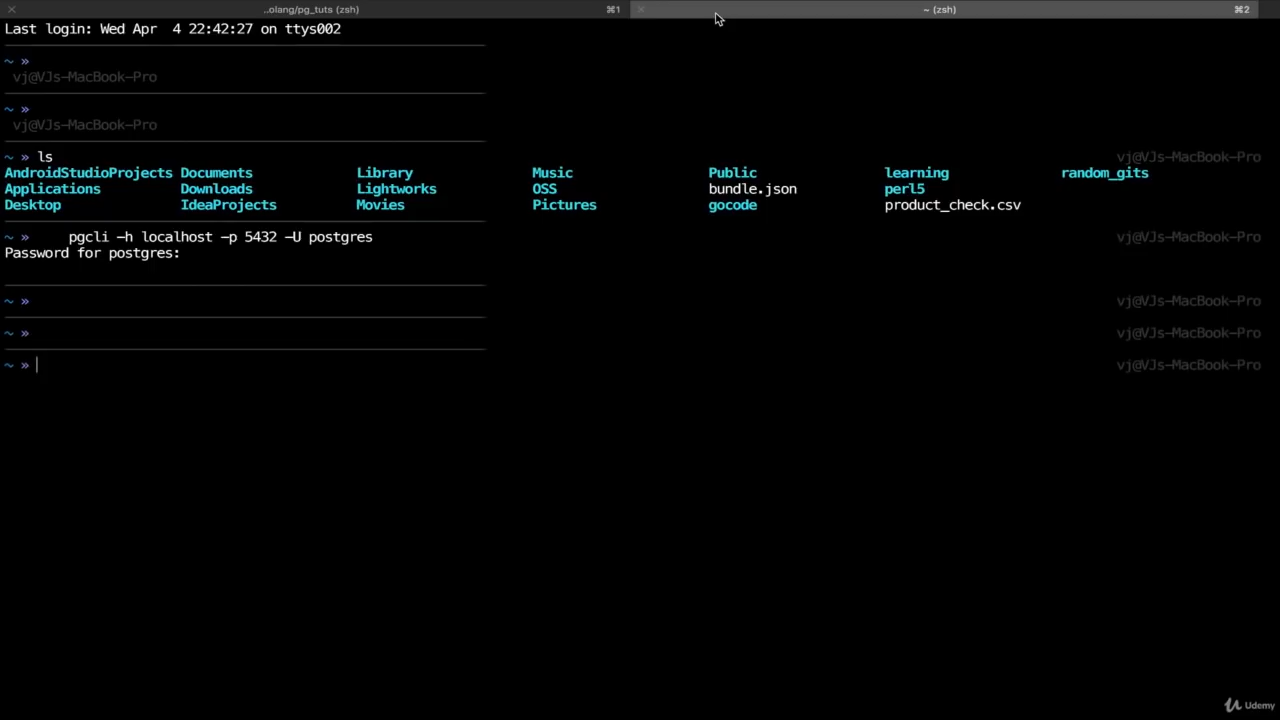 ..olang/pg_tuts (zsh) ⌘1 ~ (zsh) ⌘2
Last login: Wed Apr  4 22:42:27 on ttys002
~ »
vj@VJs-MacBook-Pro
~ »
vj@VJs-MacBook-Pro
~ » ls vj@VJs-MacBook-Pro
AndroidStudioProjects Documents Library Music Public learning random_gits
Applications Downloads Lightworks OSS bundle.json perl5
Desktop IdeaProjects Movies Pictures gocode product_check.csv
~ » pgcli -h localhost -p 5432 -U postgres vj@VJs-MacBook-Pro
Password for postgres:
~ » vj@VJs-MacBook-Pro
~ » vj@VJs-MacBook-Pro
~ » vj@VJs-MacBook-Pro
Udemy